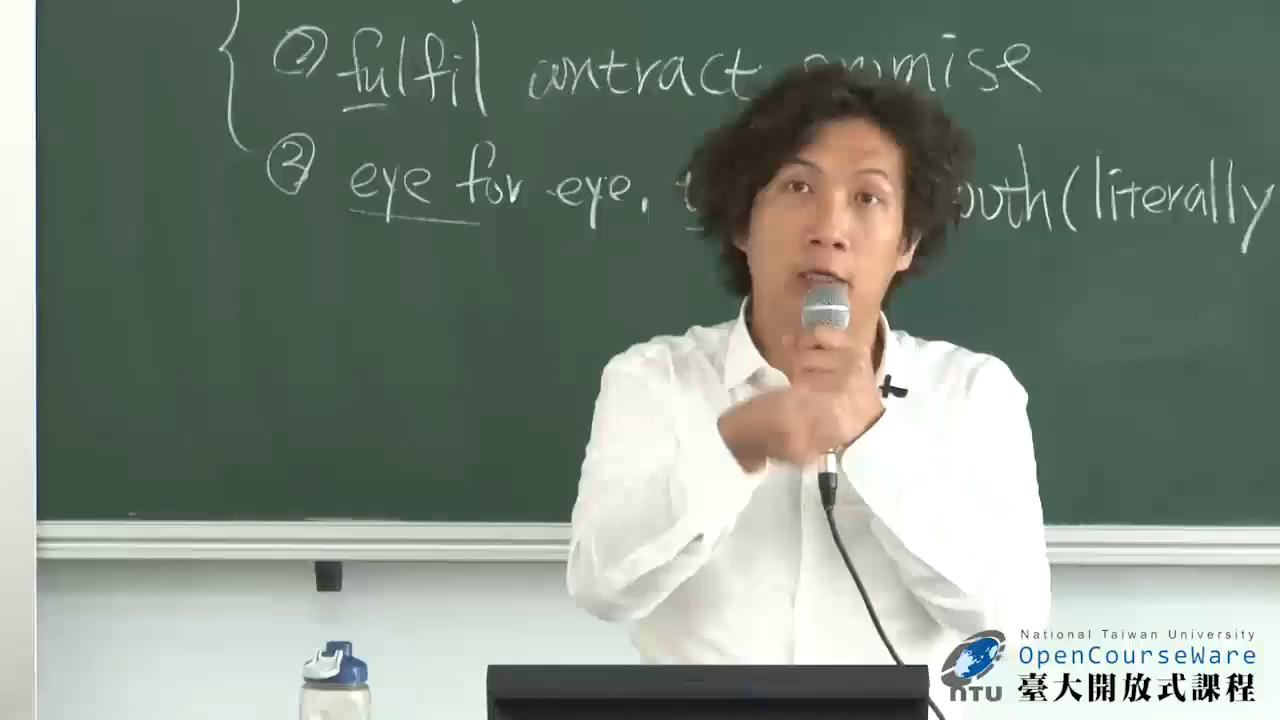 ② fulfil contract promise
③ eye for eye, outh (literally
National Taiwan University
OpenCourseWare
NTU 臺大開放式課程